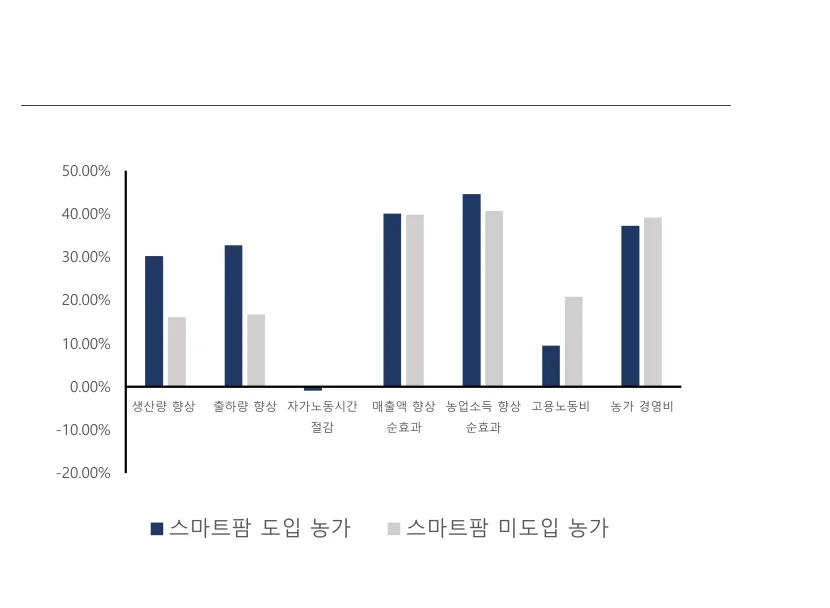 50.00%
40.00%
30.00%
20.00%
10.00%
0.00%
-10.00%
-20.00%
생산량 향상 출하량 향상 자가노동시간 매출액 향상 농업소득 향상 고용노동비 농가 경영비
절감 순효과 순효과
스마트팜 도입 농가 스마트팜 미도입 농가